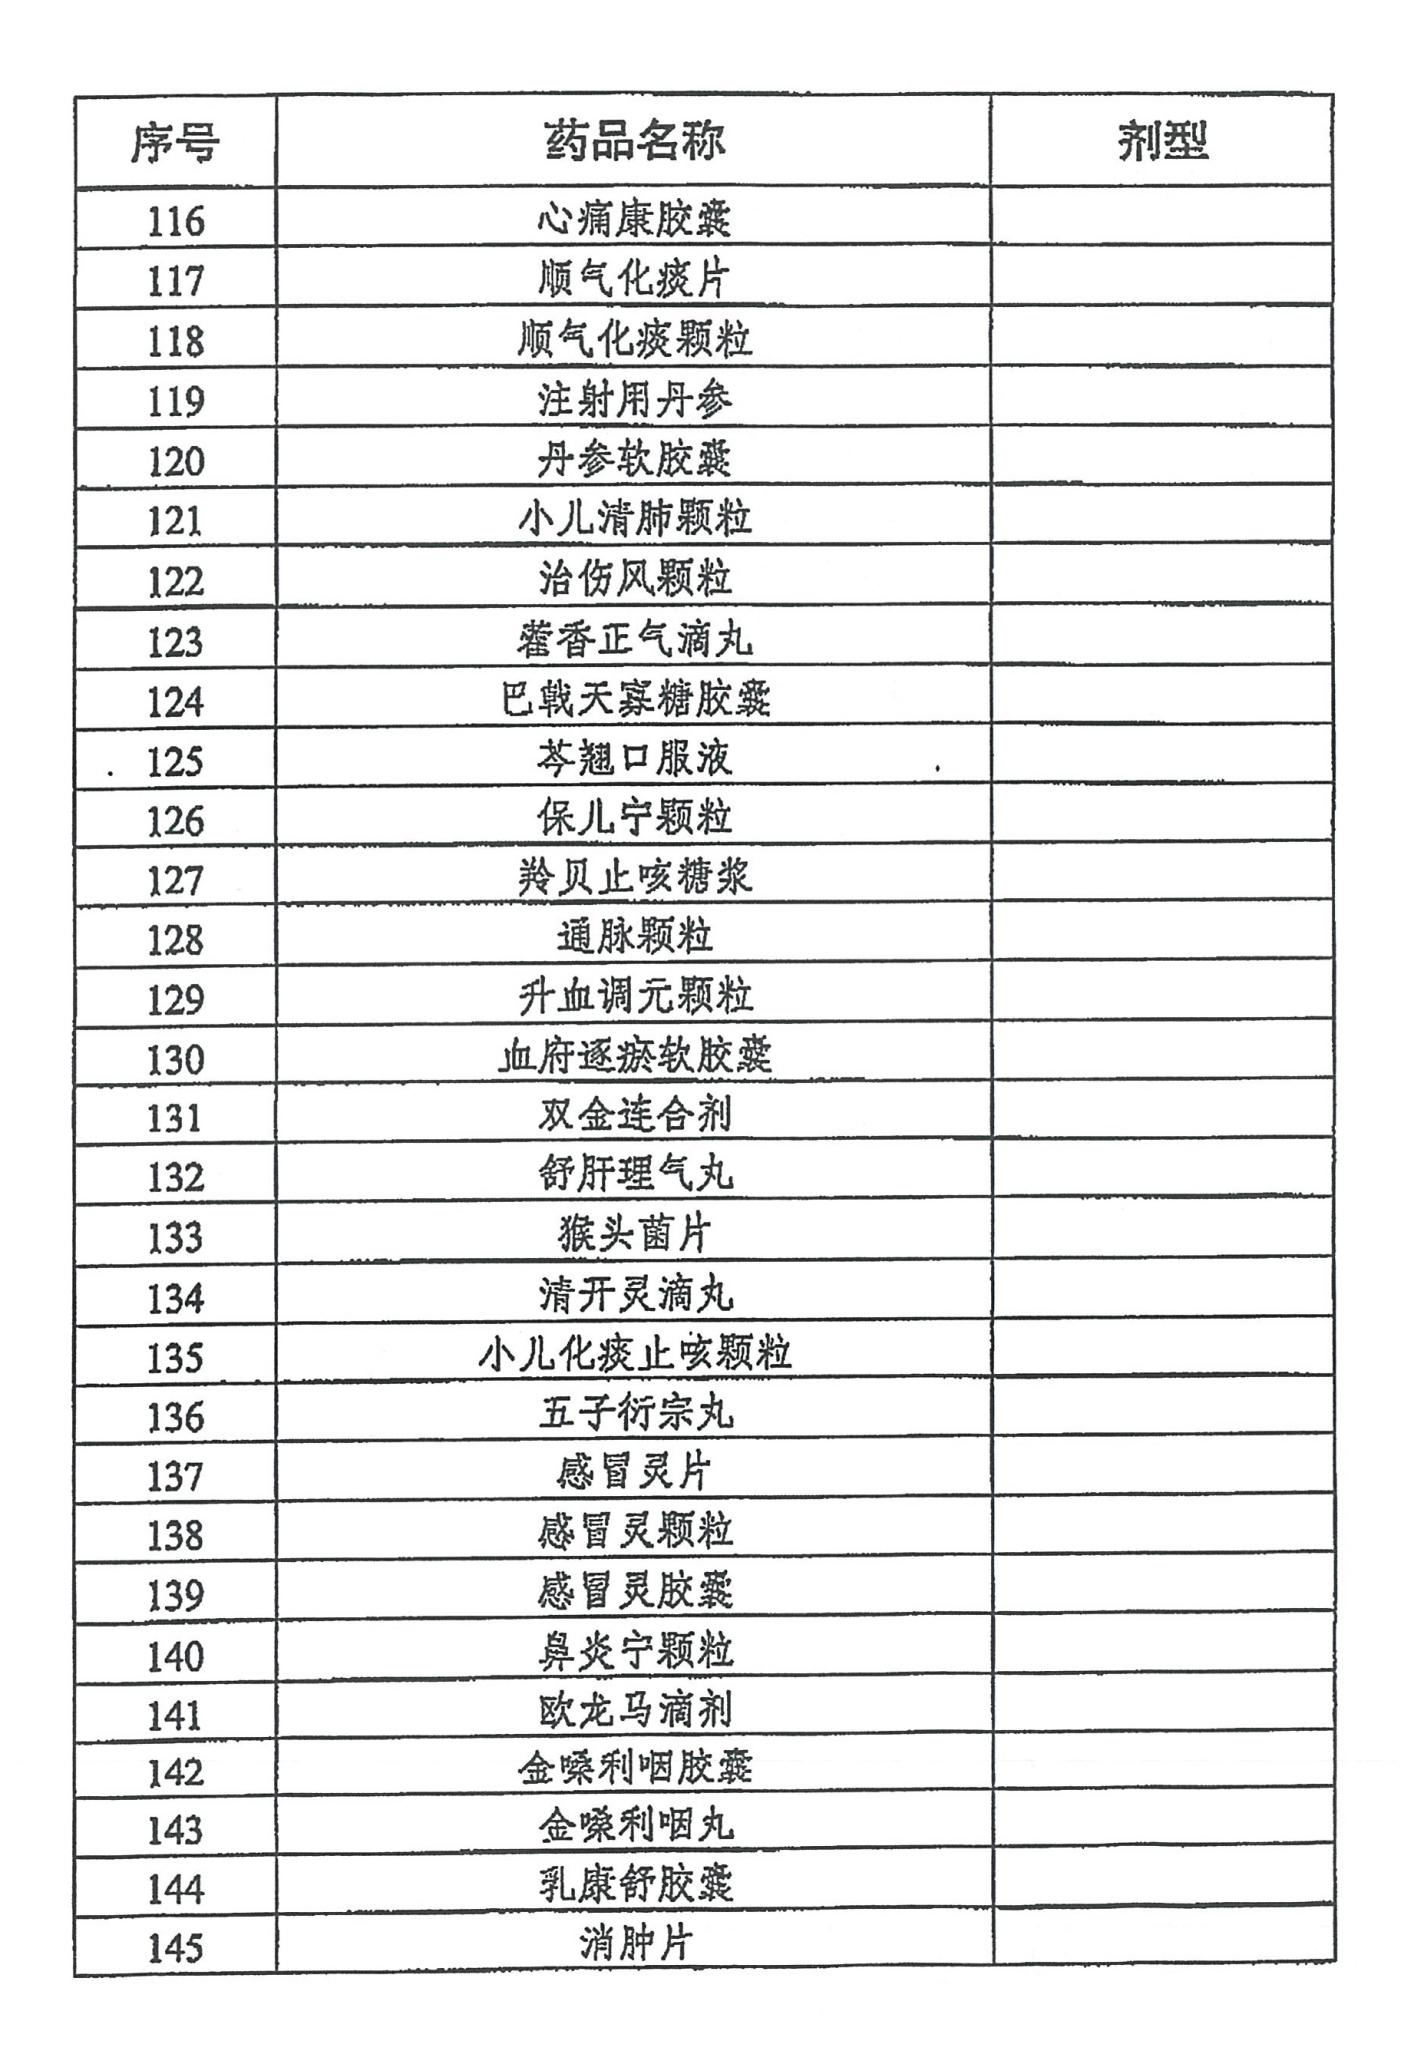 序号 药品名称 剂型
116 心痛康胶囊
117 顺气化痰片
118 顺气化痰颗粒
119 注射用丹参
120 丹参软胶囊
121 小儿清肺颗粒
122 治伤风颗粒
123 藿香正气滴丸
124 巴戟天寡糖胶囊
125 芩翘口服液
126 保儿宁颗粒
127 羚贝止咳糖浆
128 通脉颗粒
129 升血调元颗粒
130 血府逐瘀软胶囊
131 双金连合剂
132 舒肝理气丸
133 猴头菌片
134 清开灵滴丸
135 小儿化痰止咳颗粒
136 五子衍宗丸
137 感冒灵片
138 感冒灵颗粒
139 感冒灵胶囊
140 鼻炎宁颗粒
141 欧龙马滴剂
142 金嗓利咽胶囊
143 金嗓利咽丸
144 乳康舒胶囊
145 消肿片